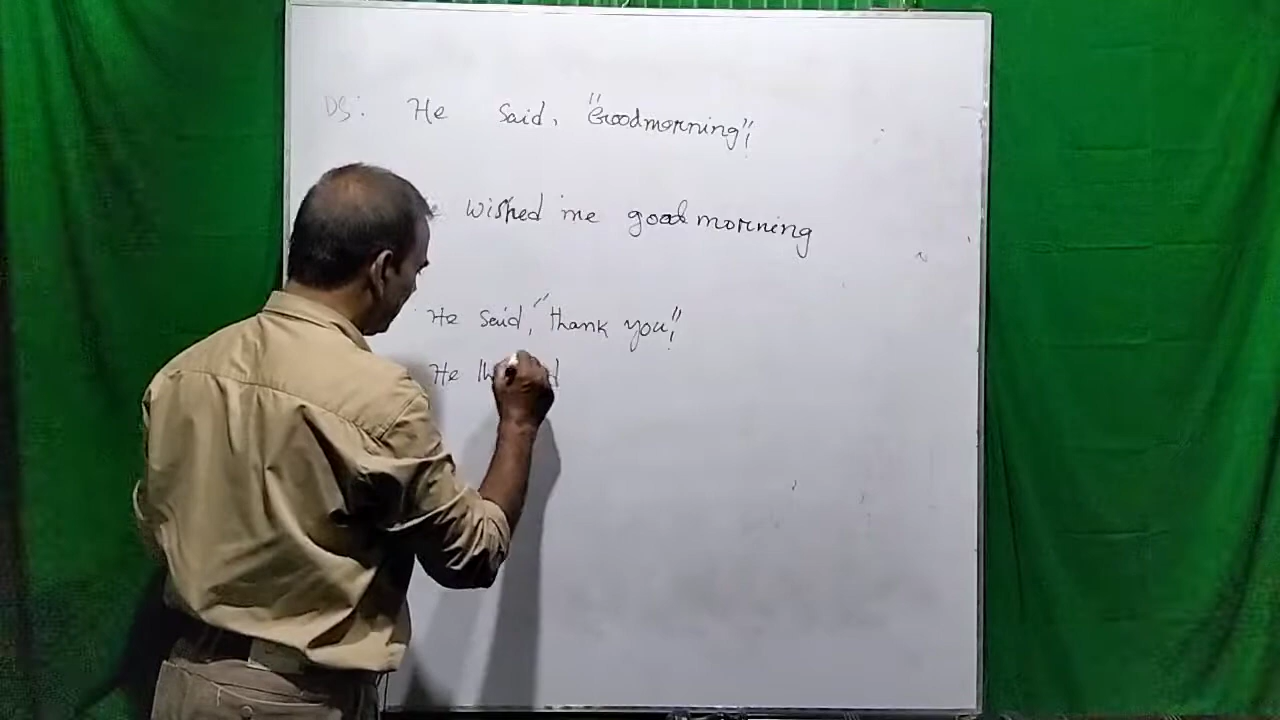 DS: He Said, "Goodmorning"!
wished me good morning
He Said, "thank you"!
He